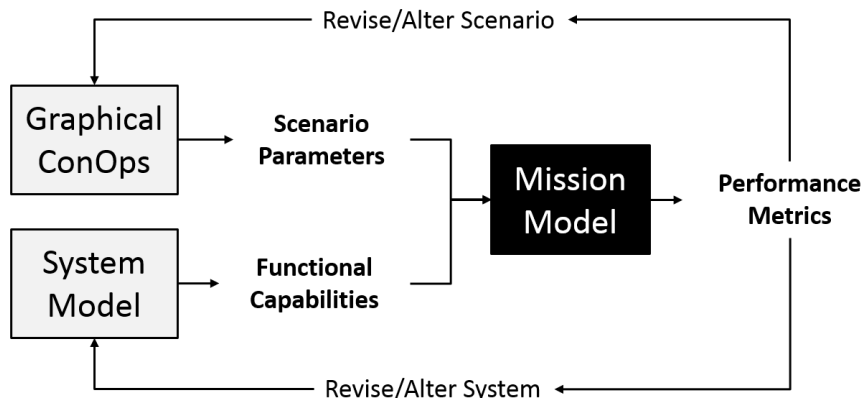 Revise/Alter Scenario
Graphical
ConOps
Scenario
Parameters
Mission
Model
Performance
Metrics
System
Model
Functional
Capabilities
Revise/Alter System